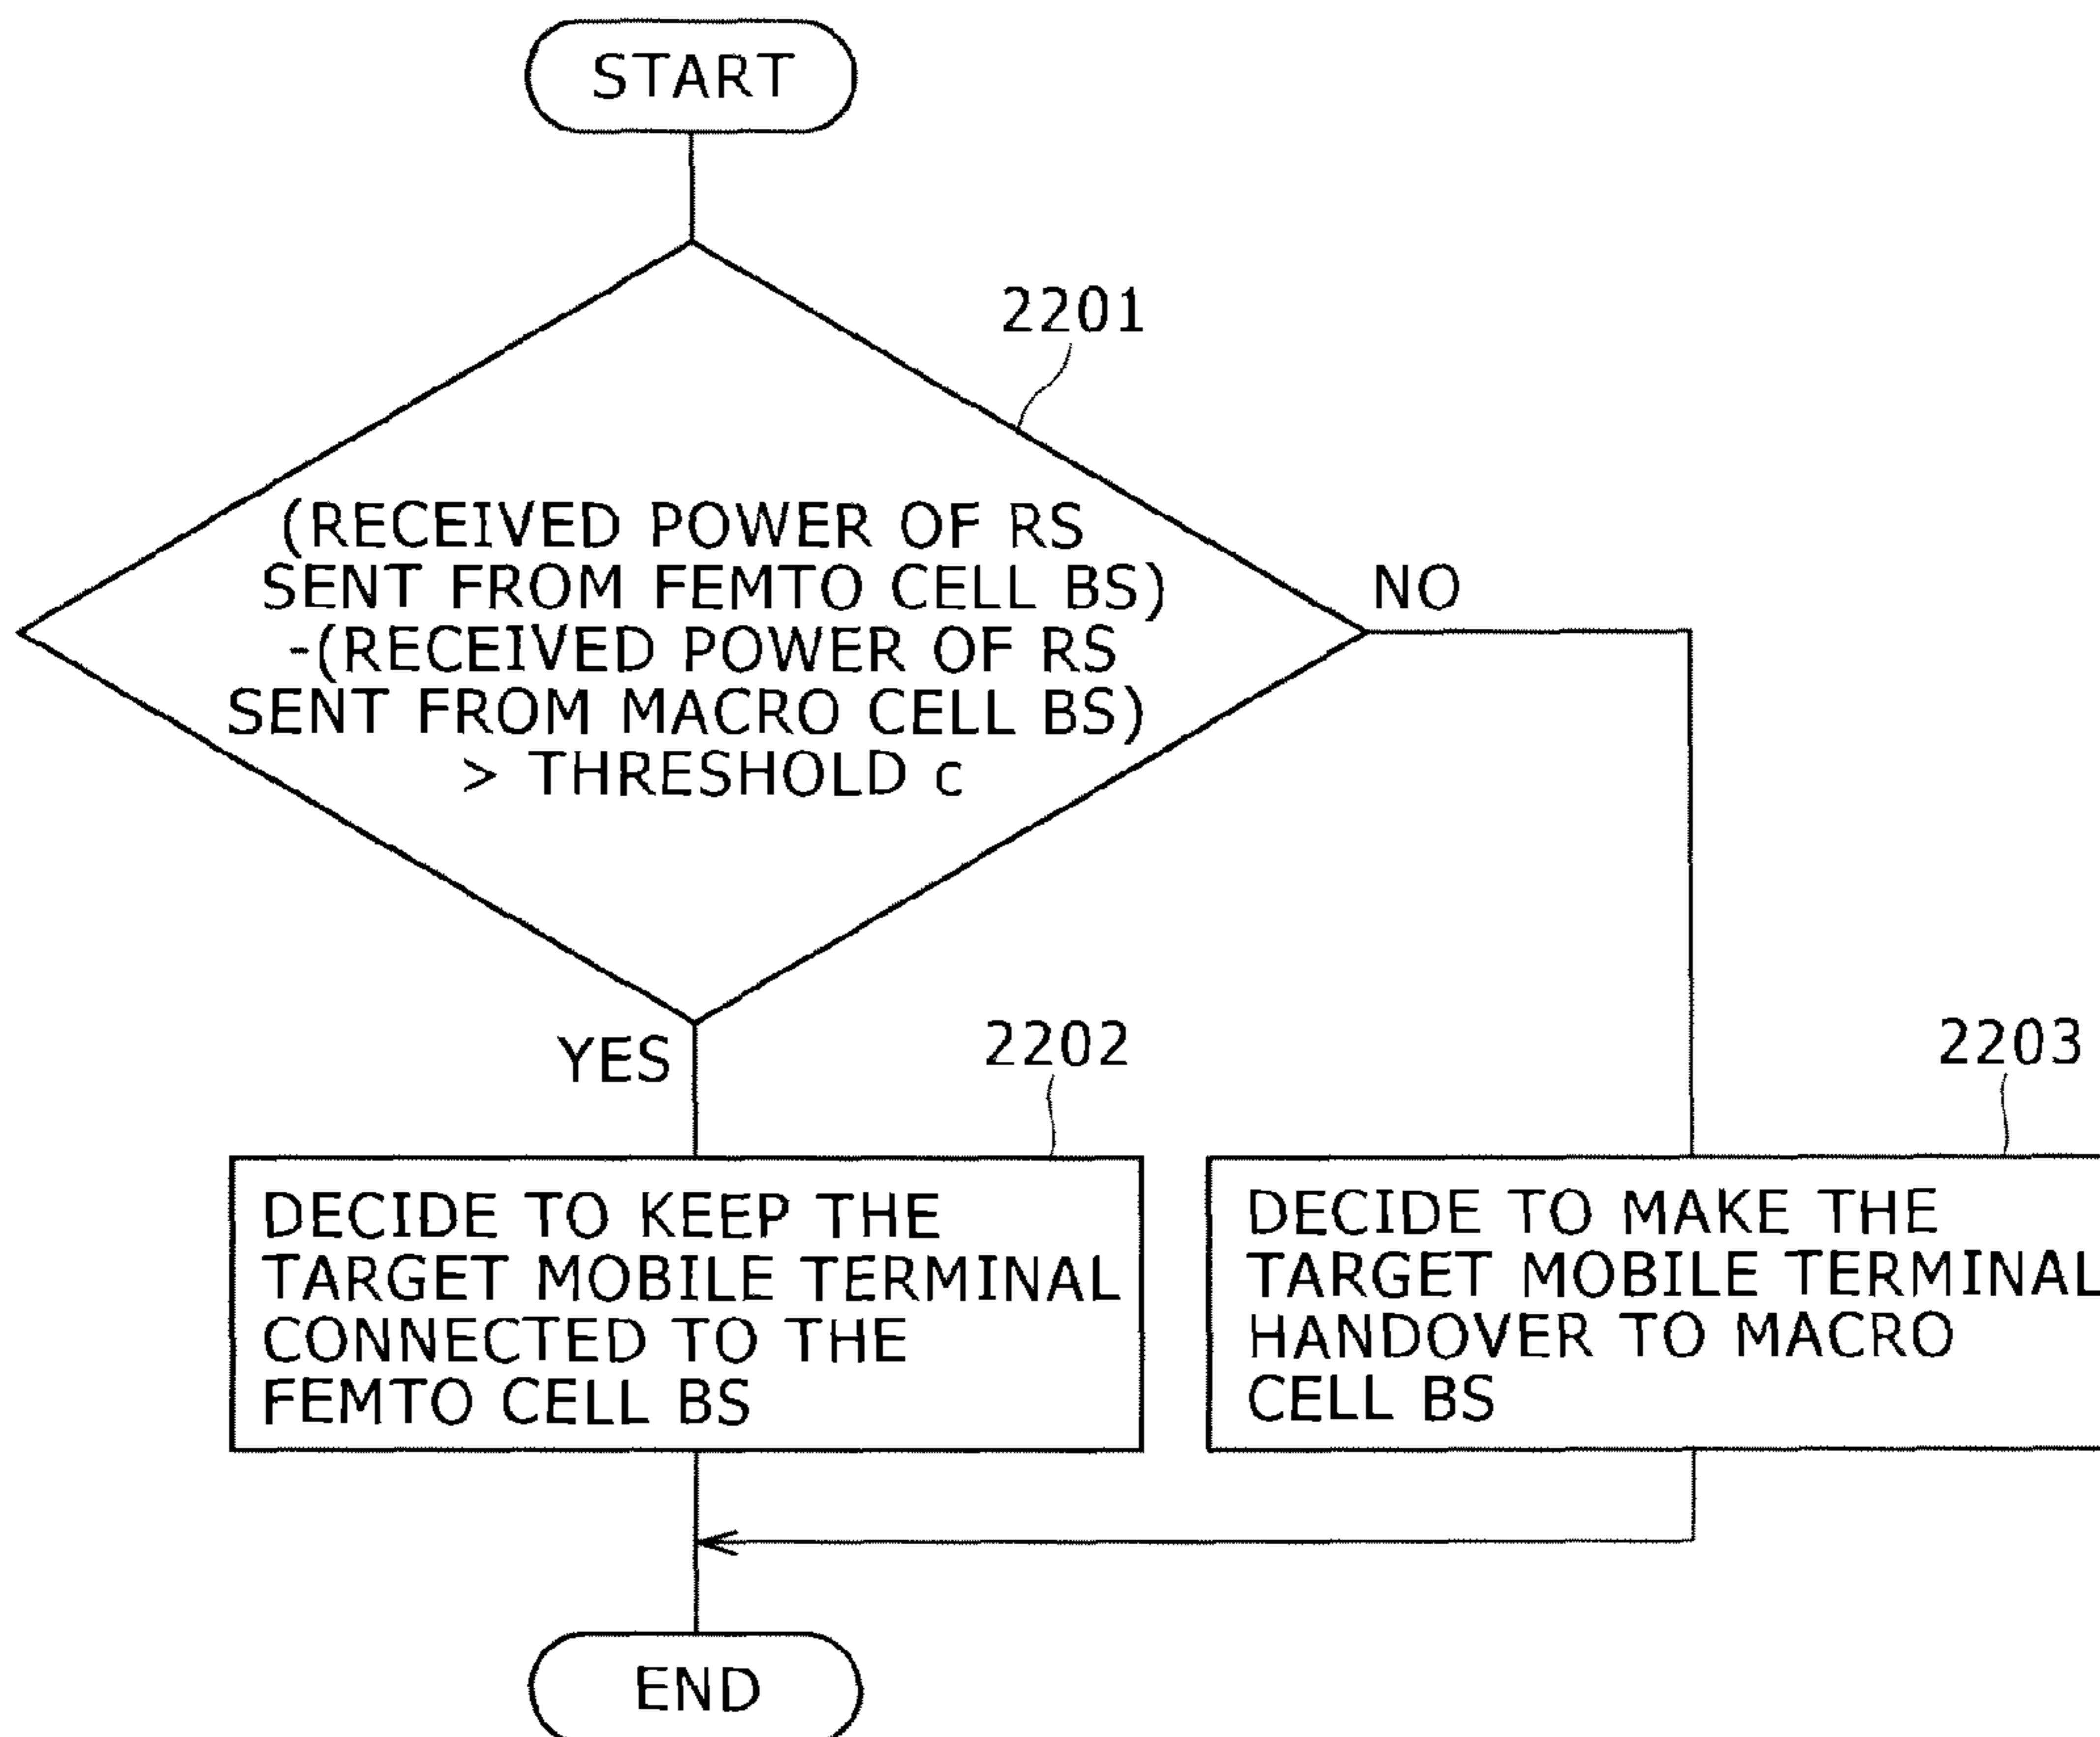 START
2201
(RECEIVED POWER OF RS
SENT FROM FEMTO CELL BS)
-(RECEIVED POWER OF RS
SENT FROM MACRO CELL BS)
> THRESHOLD c
NO
YES
2202
DECIDE TO KEEP THE
TARGET MOBILE TERMINAL
CONNECTED TO THE
FEMTO CELL BS
2203
DECIDE TO MAKE THE
TARGET MOBILE TERMINAL
HANDOVER TO MACRO
CELL BS
END